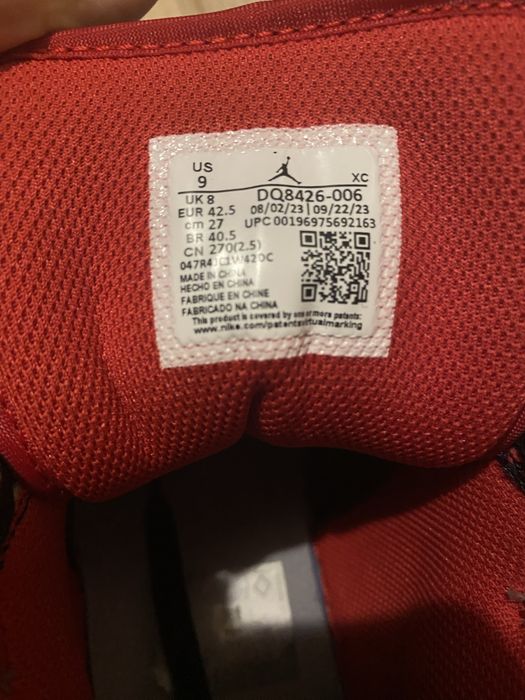 US
9
XC
UK 8
DQ8426-006
EUR 42.5
08/02/23 | 09/22/23
cm 27
UPC 00196975692163
BR 40.5
CN 270(2.5)
MADE IN CHINA
HECHO EN CHINA
FABRIQUE EN CHINE
FABRICADO NA CHINA
This product is covered by one or more patents:
www.nike.com/patentsvirtualmarking